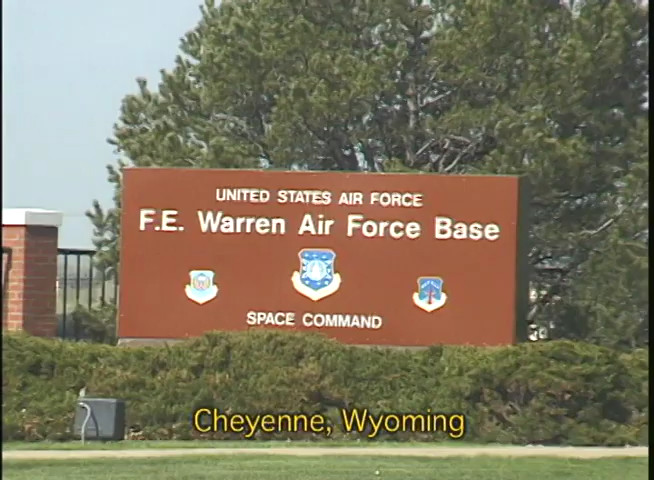 UNITED STATES AIR FORCE
F.E. Warren Air Force Base
SPACE COMMAND
Cheyenne, Wyoming